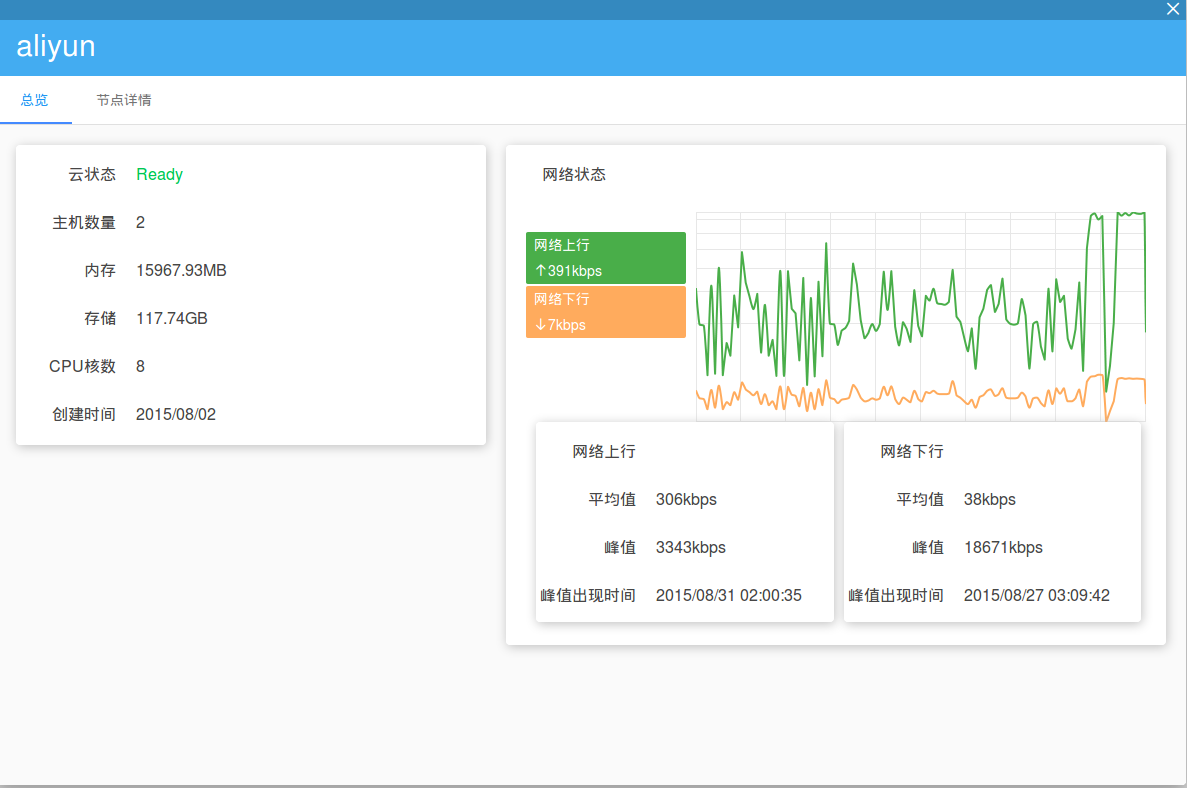 aliyun
总览 节点详情
云状态 Ready
主机数量 2
内存 15967.93MB
存储 117.74GB
CPU核数 8
创建时间 2015/08/02
网络状态
网络上行
↑391kbps
网络下行
↓7kbps
网络上行
平均值 306kbps
峰值 3343kbps
峰值出现时间 2015/08/31 02:00:35
网络下行
平均值 38kbps
峰值 18671kbps
峰值出现时间 2015/08/27 03:09:42